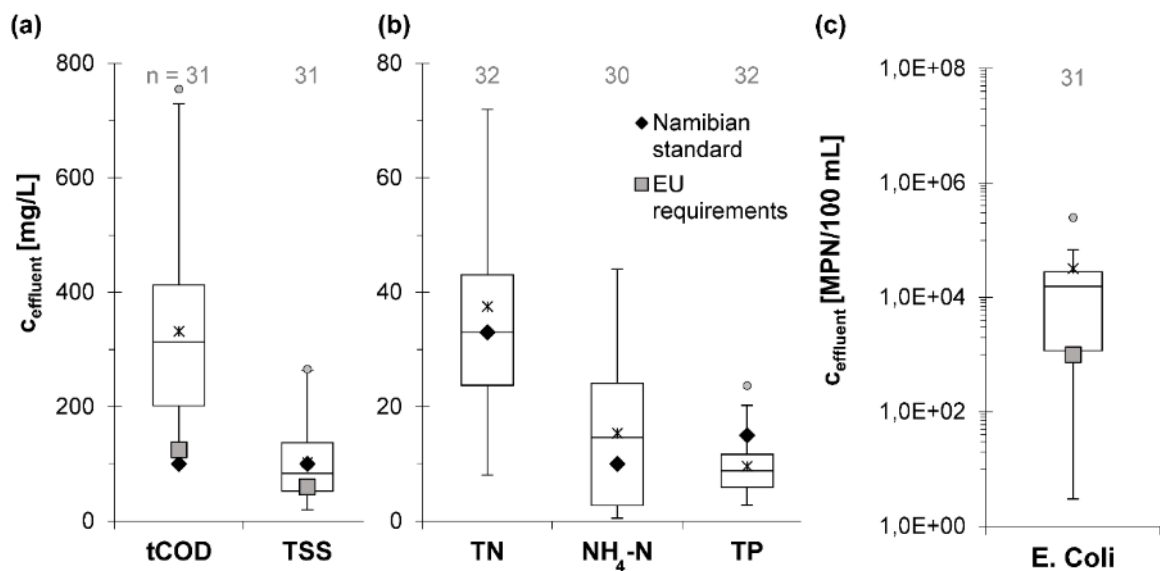 (a)
(b)
(c)
c_effluent [mg/L]
800
600
400
200
0
n = 31
31
tCOD
TSS
80
60
40
20
0
32
30
32
Namibian
standard
EU
requirements
TN
NH₄-N
TP
c_effluent [MPN/100 mL]
1,0E+08
1,0E+06
1,0E+04
1,0E+02
1,0E+00
31
E. Coli